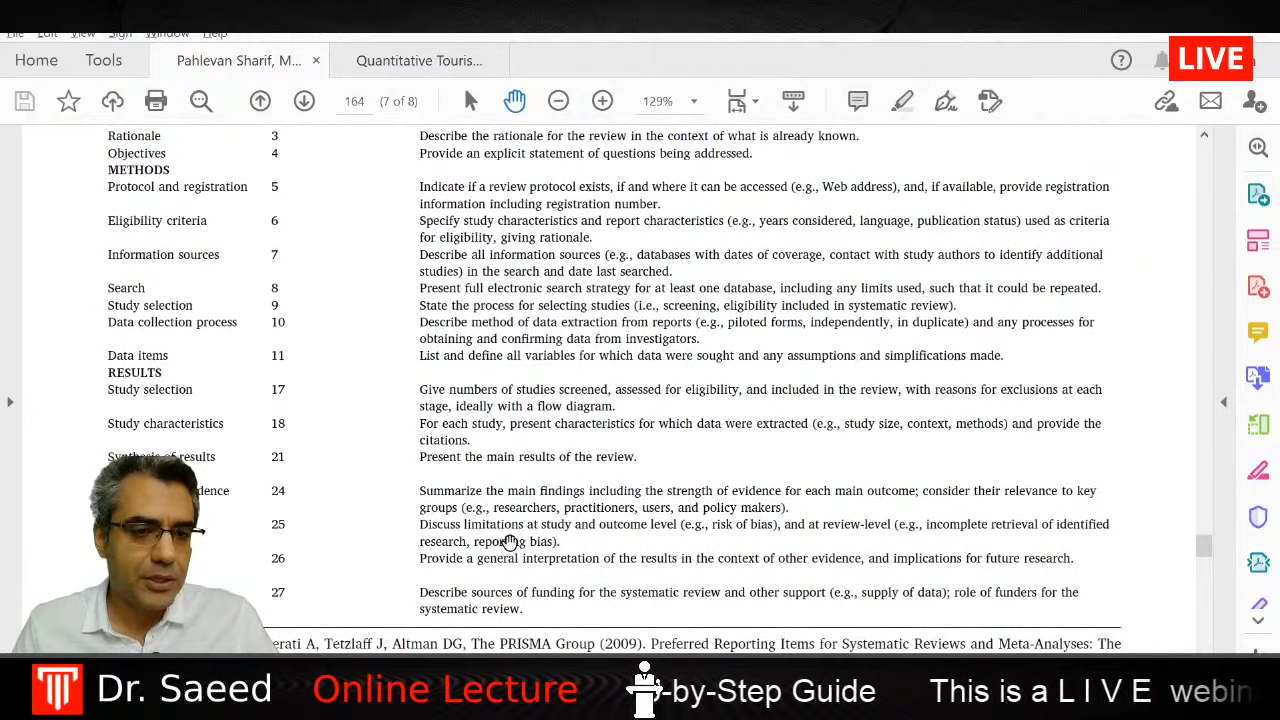 File Edit View Sign Window Help
Home Tools Pahlevan Sharif, M... × Quantitative Touris...
LIVE
164 (7 of 8) 129%
Rationale 3 Describe the rationale for the review in the context of what is already known.
Objectives 4 Provide an explicit statement of questions being addressed.
METHODS
Protocol and registration 5 Indicate if a review protocol exists, if and where it can be accessed (e.g., Web address), and, if available, provide registration
information including registration number.
Eligibility criteria 6 Specify study characteristics and report characteristics (e.g., years considered, language, publication status) used as criteria
for eligibility, giving rationale.
Information sources 7 Describe all information sources (e.g., databases with dates of coverage, contact with study authors to identify additional
studies) in the search and date last searched.
Search 8 Present full electronic search strategy for at least one database, including any limits used, such that it could be repeated.
Study selection 9 State the process for selecting studies (i.e., screening, eligibility included in systematic review).
Data collection process 10 Describe method of data extraction from reports (e.g., piloted forms, independently, in duplicate) and any processes for
obtaining and confirming data from investigators.
Data items 11 List and define all variables for which data were sought and any assumptions and simplifications made.
RESULTS
Study selection 17 Give numbers of studies screened, assessed for eligibility, and included in the review, with reasons for exclusions at each
stage, ideally with a flow diagram.
Study characteristics 18 For each study, present characteristics for which data were extracted (e.g., study size, context, methods) and provide the
citations.
Synthesis of results 21 Present the main results of the review.
24 Summarize the main findings including the strength of evidence for each main outcome; consider their relevance to key
groups (e.g., researchers, practitioners, users, and policy makers).
25 Discuss limitations at study and outcome level (e.g., risk of bias), and at review-level (e.g., incomplete retrieval of identified
research, reporting bias).
26 Provide a general interpretation of the results in the context of other evidence, and implications for future research.
27 Describe sources of funding for the systematic review and other support (e.g., supply of data); role of funders for the
systematic review.
erati A, Tetzlaff J, Altman DG, The PRISMA Group (2009). Preferred Reporting Items for Systematic Reviews and Meta-Analyses: The
Dr. Saeed Online Lecture -by-Step Guide This is a L I V E webin